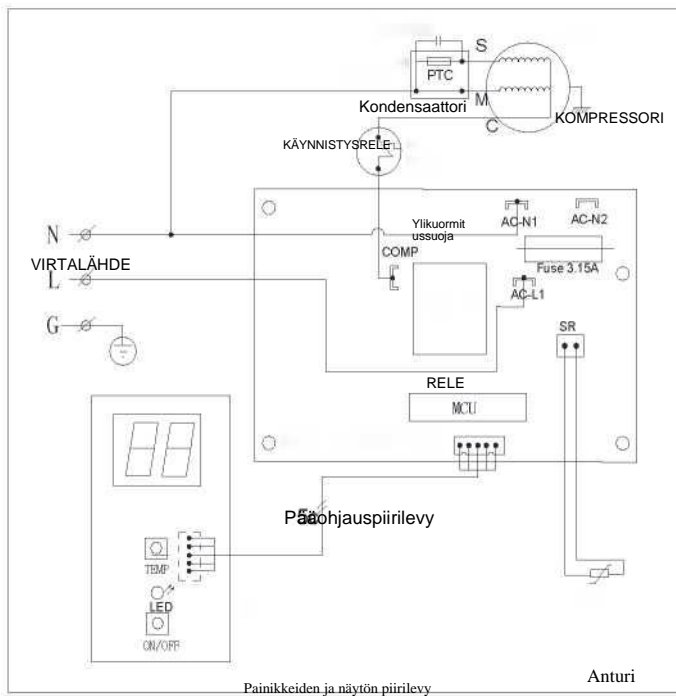 S
PTC
Kondensaattori
M
KOMPRESSORI
C
KÄYNNISTYSRELE
AC-N1
AC-N2
Ylikuormit
ussuoja
N
COMP
VIRTALÄHDE
Fuse 3.15A
L
AC-L1
G
SR
RELE
MCU
Pääohjauspiirilevy
TEMP
LED
ON/OFF
Anturi
Painikkeiden ja näytön piirilevy